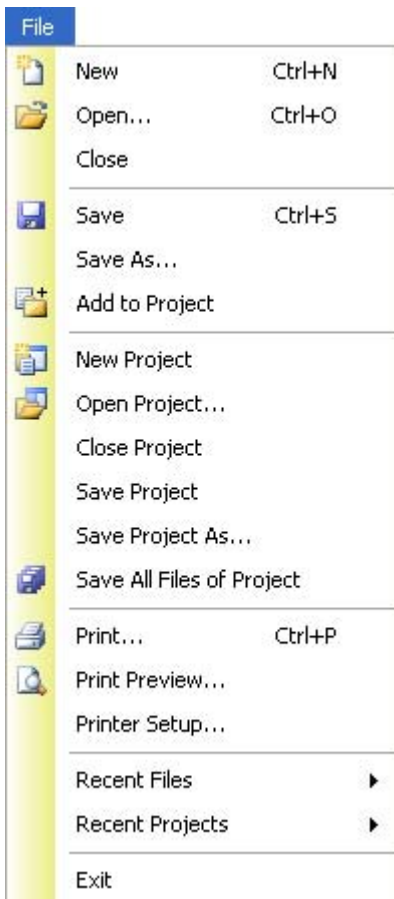 File
New Ctrl+N
Open... Ctrl+O
Close
Save Ctrl+S
Save As...
Add to Project
New Project
Open Project...
Close Project
Save Project
Save Project As...
Save All Files of Project
Print... Ctrl+P
Print Preview...
Printer Setup...
Recent Files
Recent Projects
Exit